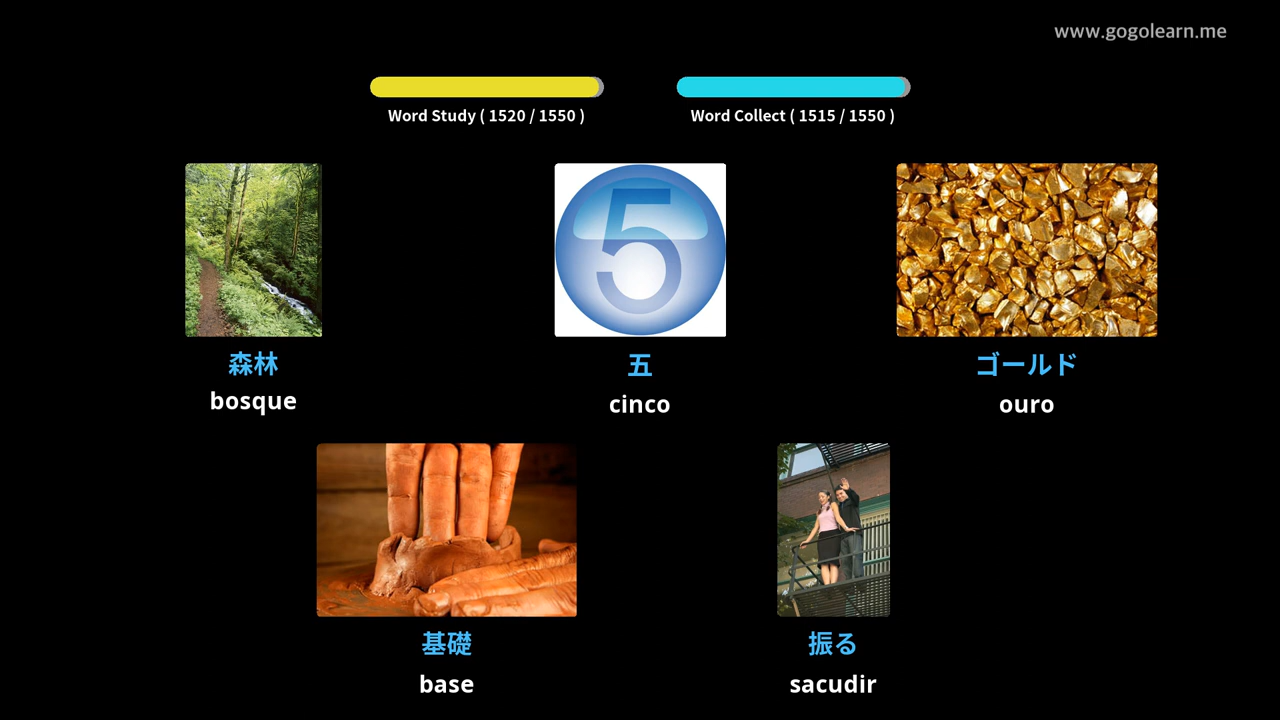 www.gogolearn.me
Word Study ( 1520 / 1550 )
Word Collect ( 1515 / 1550 )
5
森林
bosque
五
cinco
ゴールド
ouro
基礎
base
振る
sacudir